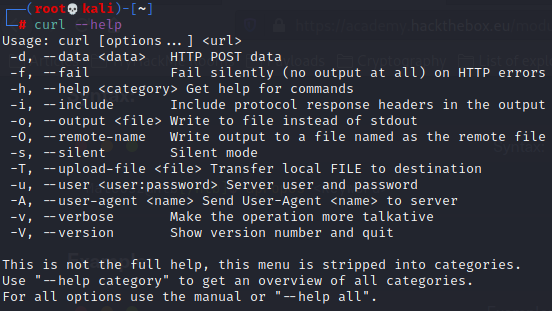 ┌──(root💀kali)-[~]
└─# curl --help
Usage: curl [options...] <url>
 -d, --data <data>   HTTP POST data
 -f, --fail          Fail silently (no output at all) on HTTP errors
 -h, --help <category> Get help for commands
 -i, --include       Include protocol response headers in the output
 -o, --output <file> Write to file instead of stdout
 -O, --remote-name   Write output to a file named as the remote file
 -s, --silent        Silent mode
 -T, --upload-file <file> Transfer local FILE to destination
 -u, --user <user:password> Server user and password
 -A, --user-agent <name> Send User-Agent <name> to server
 -v, --verbose       Make the operation more talkative
 -V, --version       Show version number and quit
This is not the full help, this menu is stripped into categories.
Use "--help category" to get an overview of all categories.
For all options use the manual or "--help all".